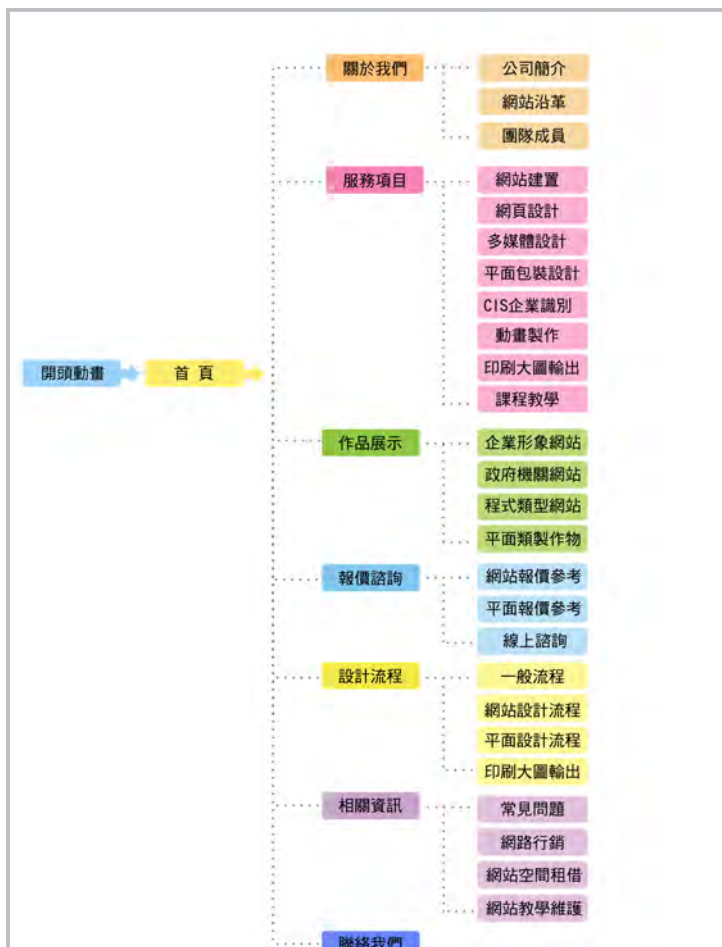 開頭動畫
首 頁
關於我們
公司簡介
網站沿革
團隊成員
服務項目
網站建置
網頁設計
多媒體設計
平面包裝設計
CIS企業識別
動畫製作
印刷大圖輸出
課程教學
作品展示
企業形象網站
政府機關網站
程式類型網站
平面類製作物
報價諮詢
網站報價參考
平面報價參考
線上諮詢
設計流程
一般流程
網站設計流程
平面設計流程
印刷大圖輸出
相關資訊
常見問題
網路行銷
網站空間租借
網站教學維護
聯絡我們